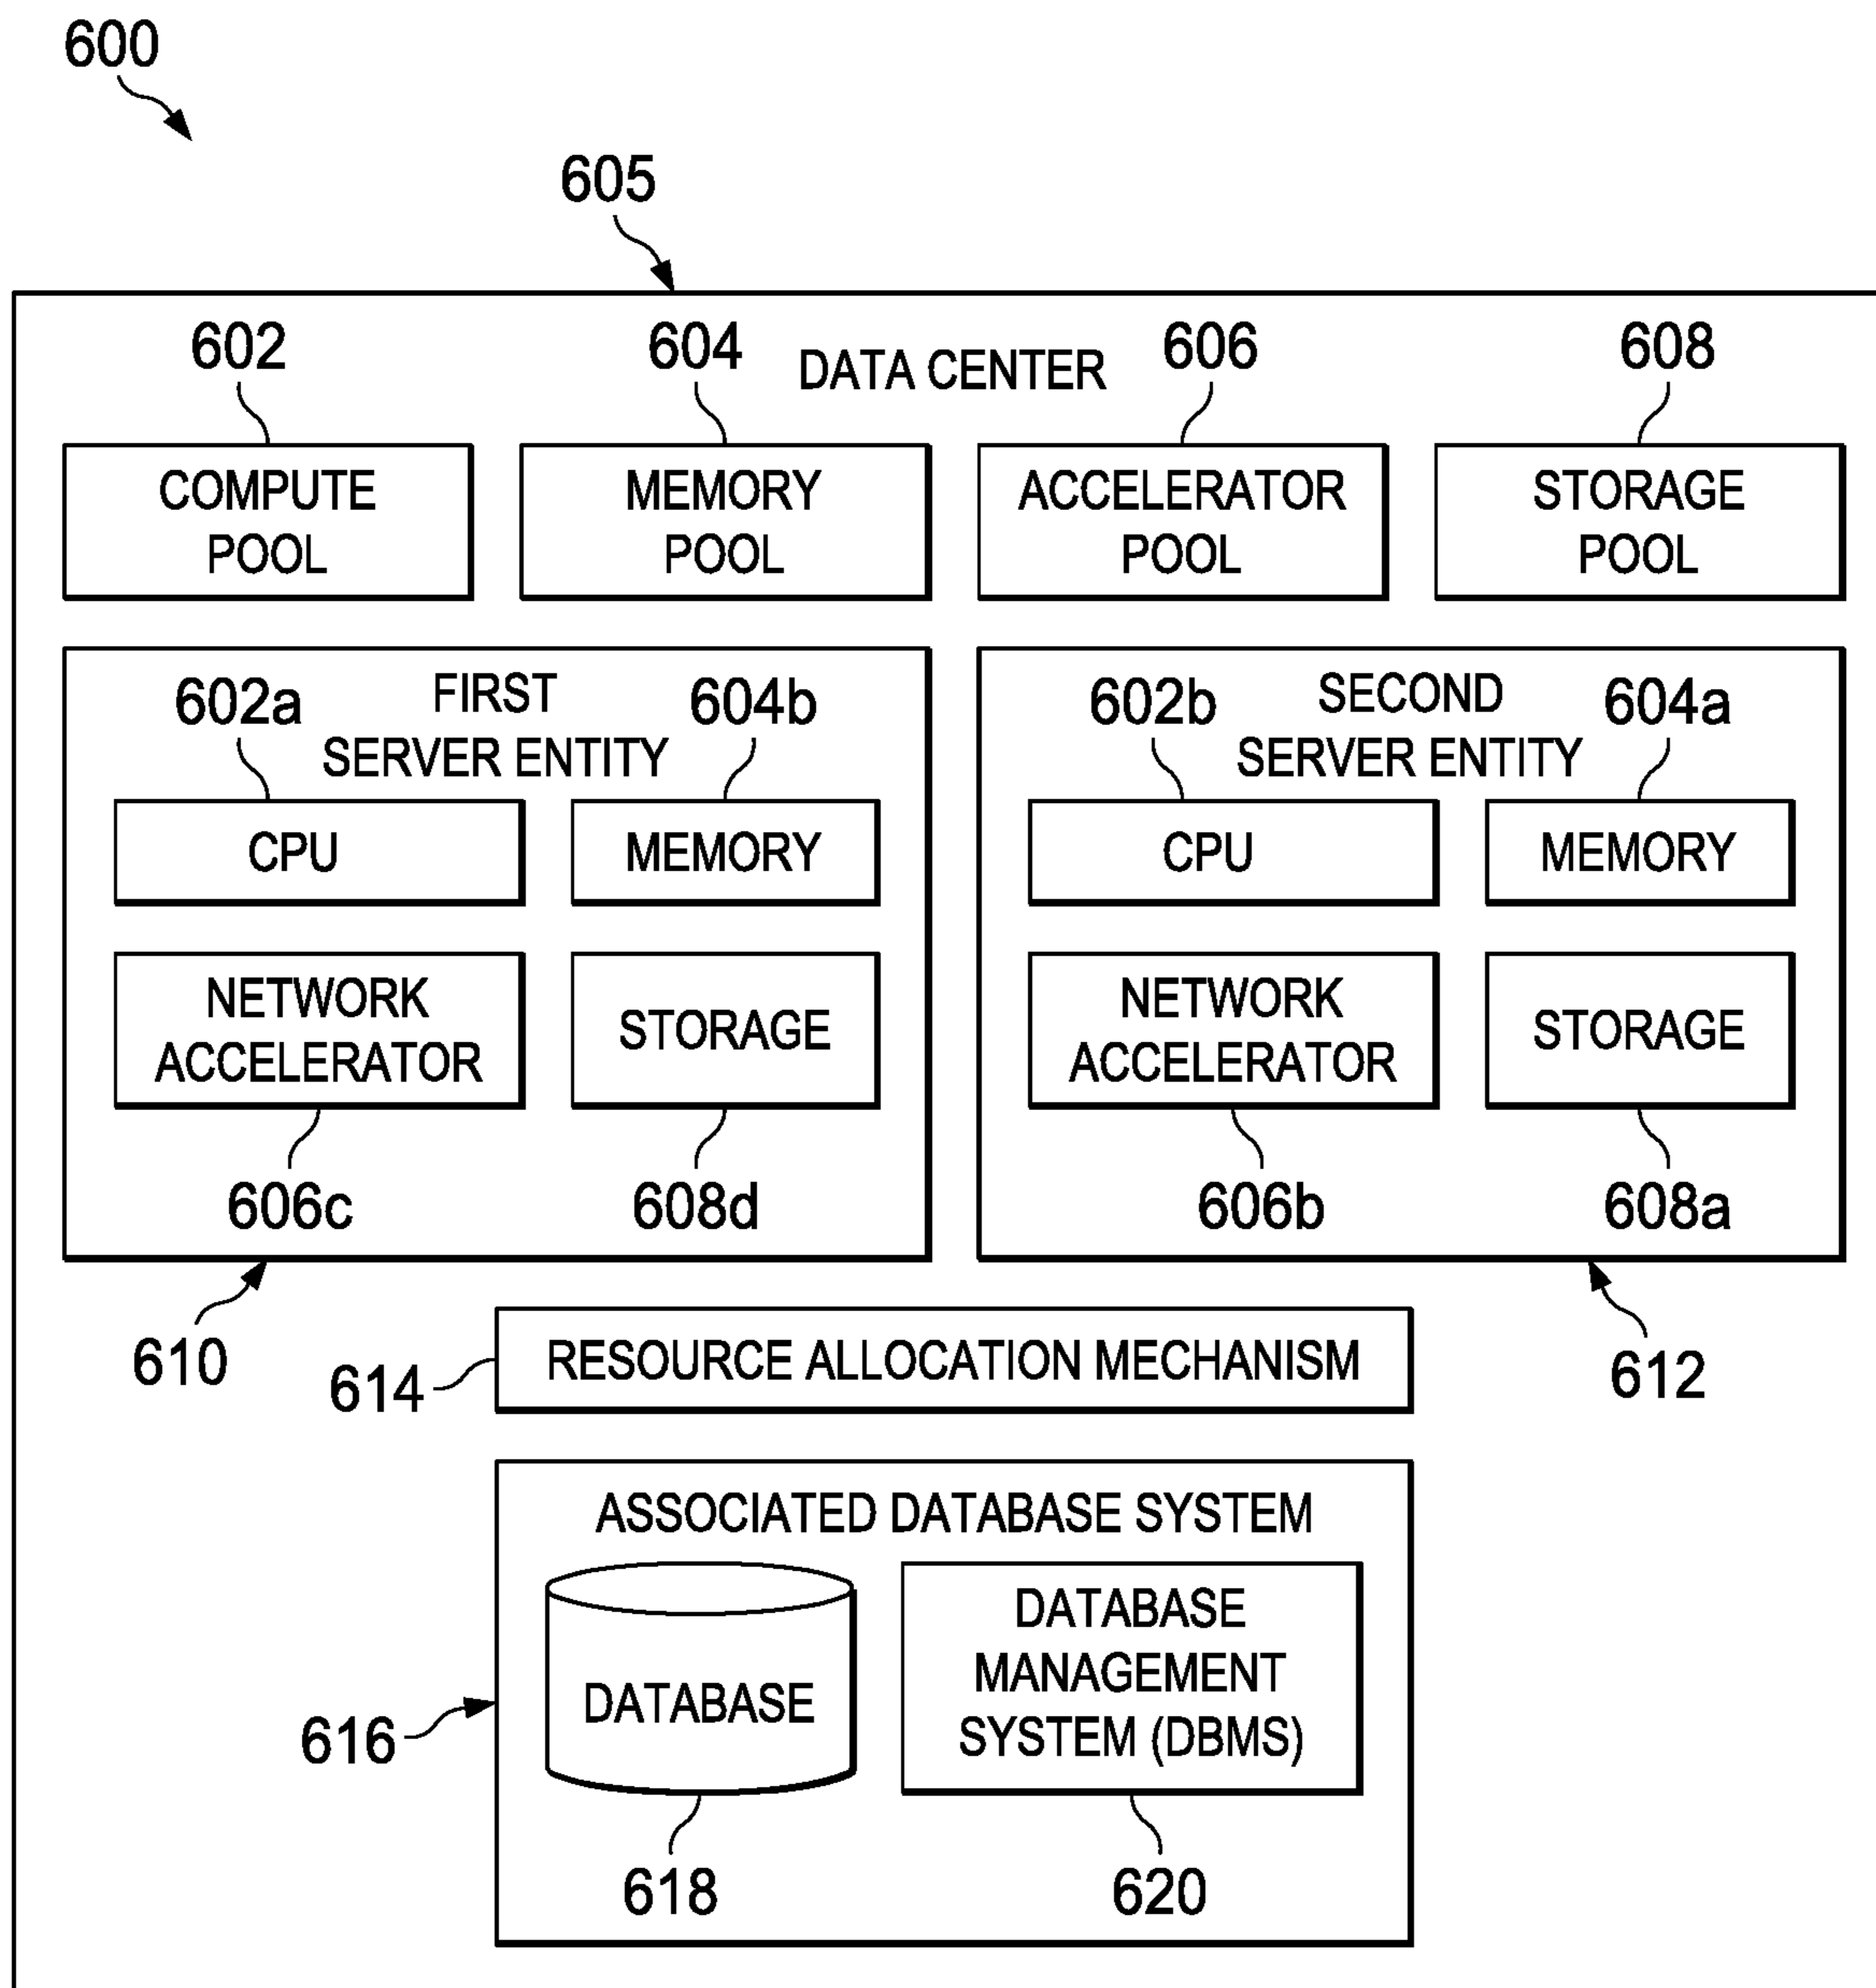 600
605
602
604
DATA CENTER
606
608
COMPUTE
POOL
MEMORY
POOL
ACCELERATOR
POOL
STORAGE
POOL
602a
FIRST
SERVER ENTITY
604b
CPU
MEMORY
NETWORK
ACCELERATOR
STORAGE
606c
608d
610
602b
SECOND
SERVER ENTITY
604a
CPU
MEMORY
NETWORK
ACCELERATOR
STORAGE
606b
608a
612
614
RESOURCE ALLOCATION MECHANISM
ASSOCIATED DATABASE SYSTEM
616
DATABASE
DATABASE
MANAGEMENT
SYSTEM (DBMS)
618
620